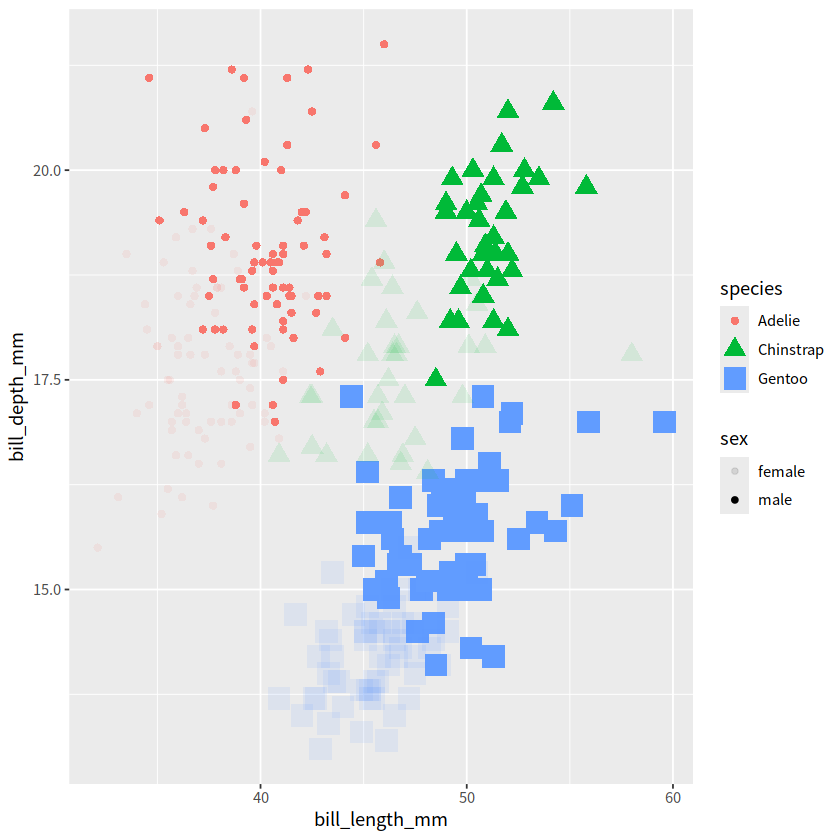 20.0
17.5
15.0
bill_depth_mm
40
50
60
bill_length_mm
species
Adelie
Chinstrap
Gentoo
sex
female
male